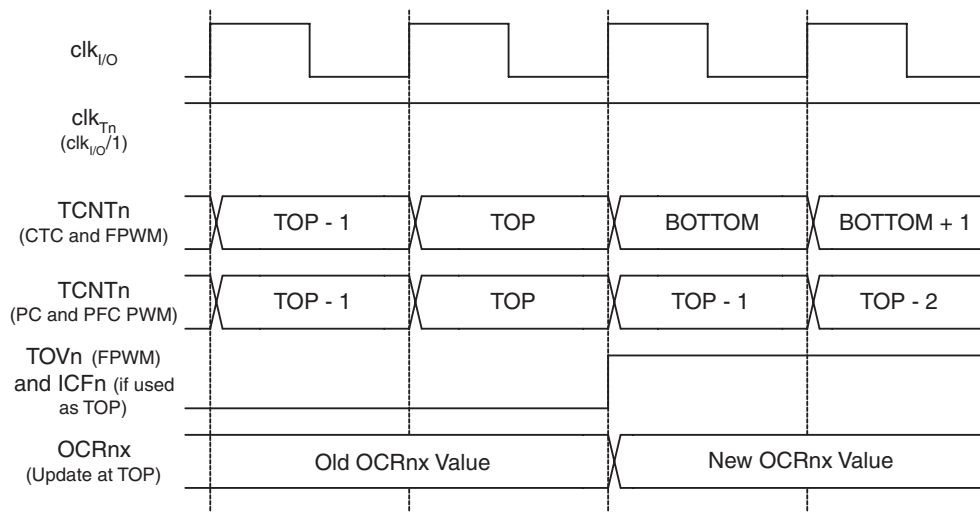 clkI/O
clkTn
(clkI/O/1)
TCNTn
(CTC and FPWM)
TOP - 1
TOP
BOTTOM
BOTTOM + 1
TCNTn
(PC and PFC PWM)
TOP - 1
TOP
TOP - 1
TOP - 2
TOVn (FPWM)
and ICFn (if used
as TOP)
OCRnx
(Update at TOP)
Old OCRnx Value
New OCRnx Value